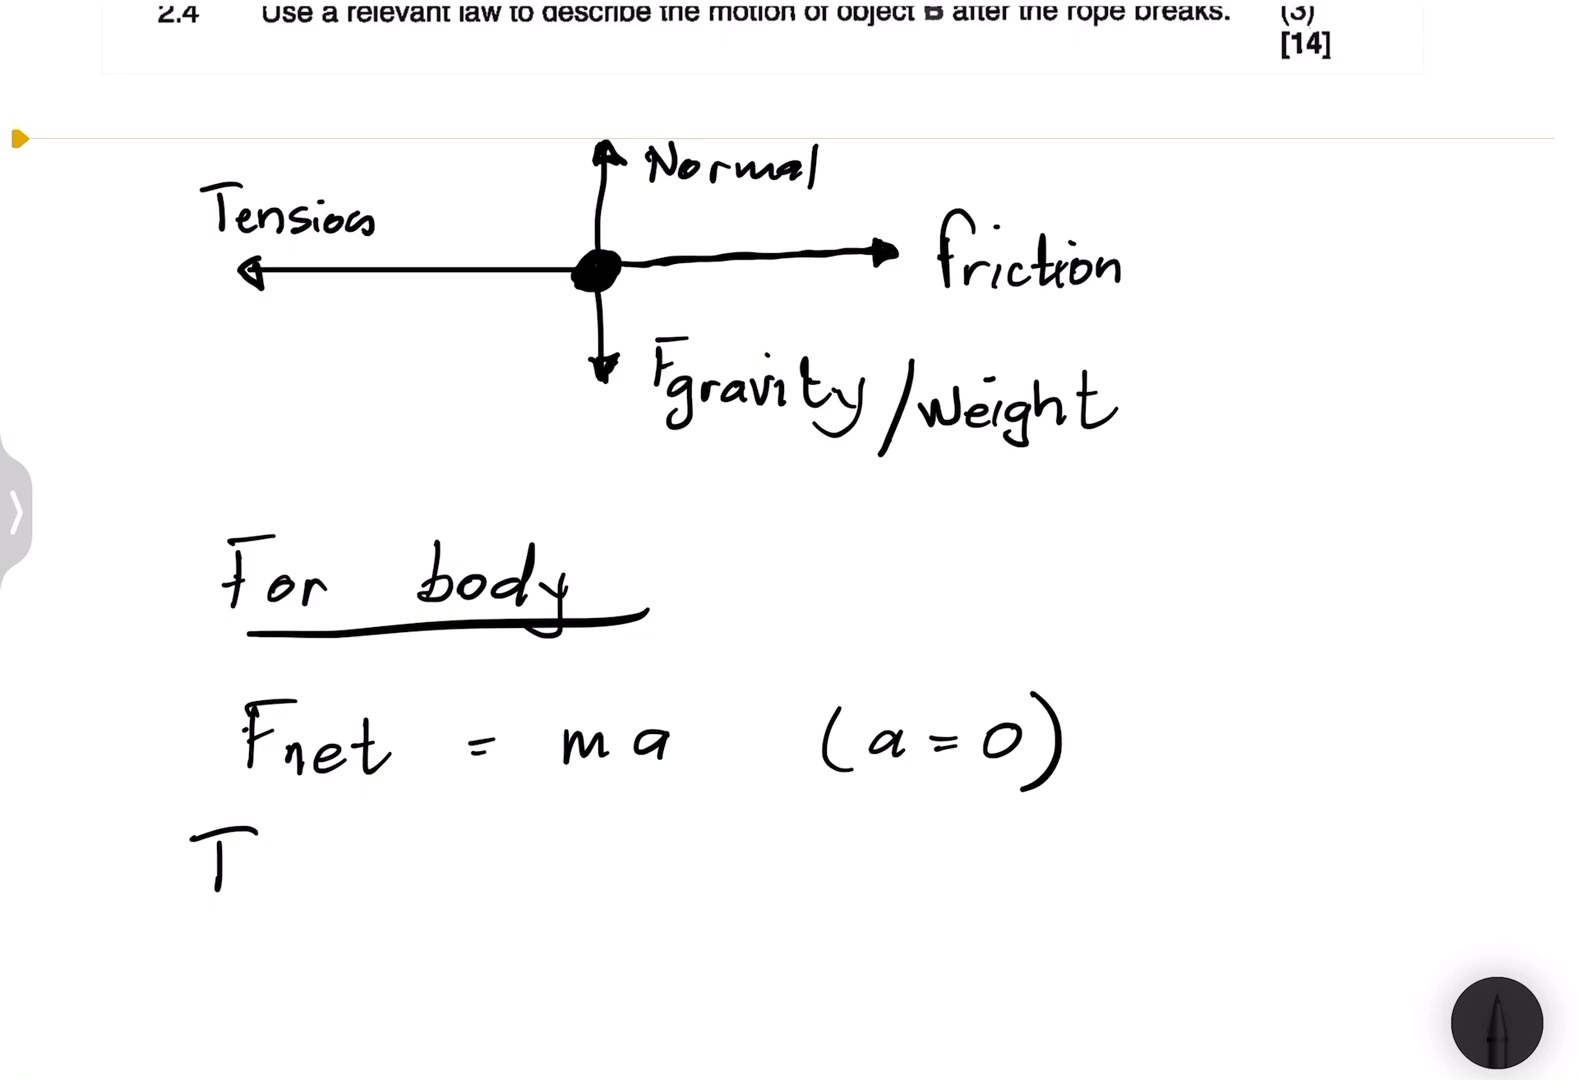 2.4 Use a relevant law to describe the motion of object B after the rope breaks. (3)
[14]
Normal
Tension
friction
Fgravity/weight
For body
Fnet = ma (a = 0)
T